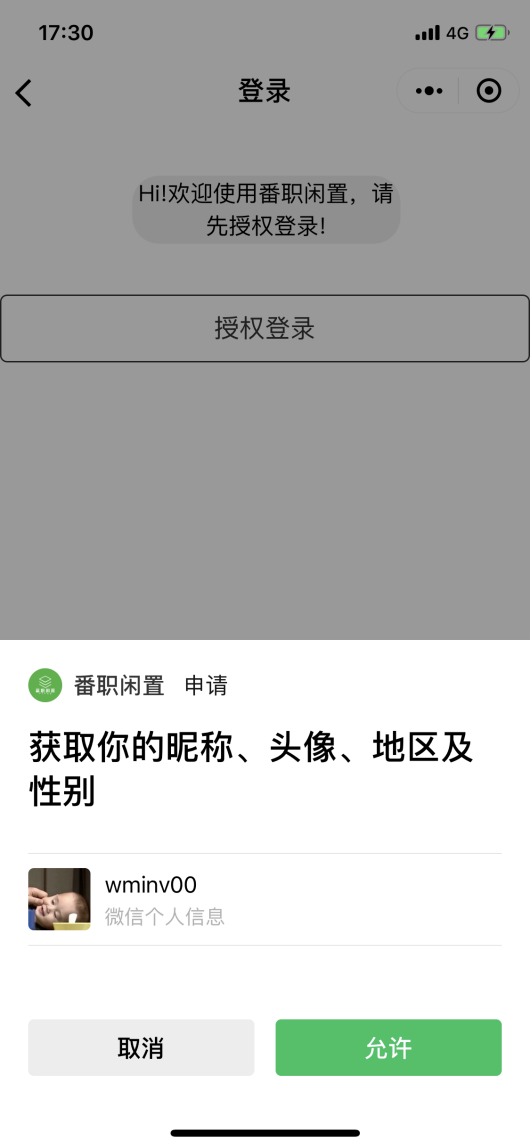 17:30
4G
登录
Hi!欢迎使用番职闲置，请
先授权登录!
授权登录
番职闲置 申请
获取你的昵称、头像、地区及
性别
wminv00
微信个人信息
取消
允许